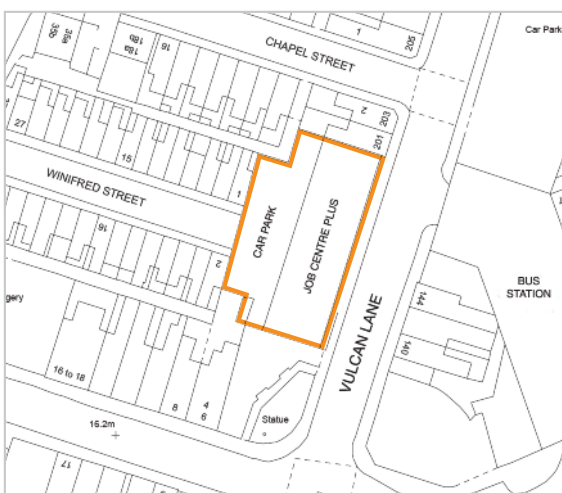 35b
35a
18b
18a
16
1
205
Car Park
CHAPEL STREET
2
203
201
27
15
1
WINIFRED STREET
CAR PARK
JOB CENTRE PLUS
16
2
BUS
STATION
144
140
VULCAN LANE
gery
16 to 18
8
4
6
Statue
16.2m
17